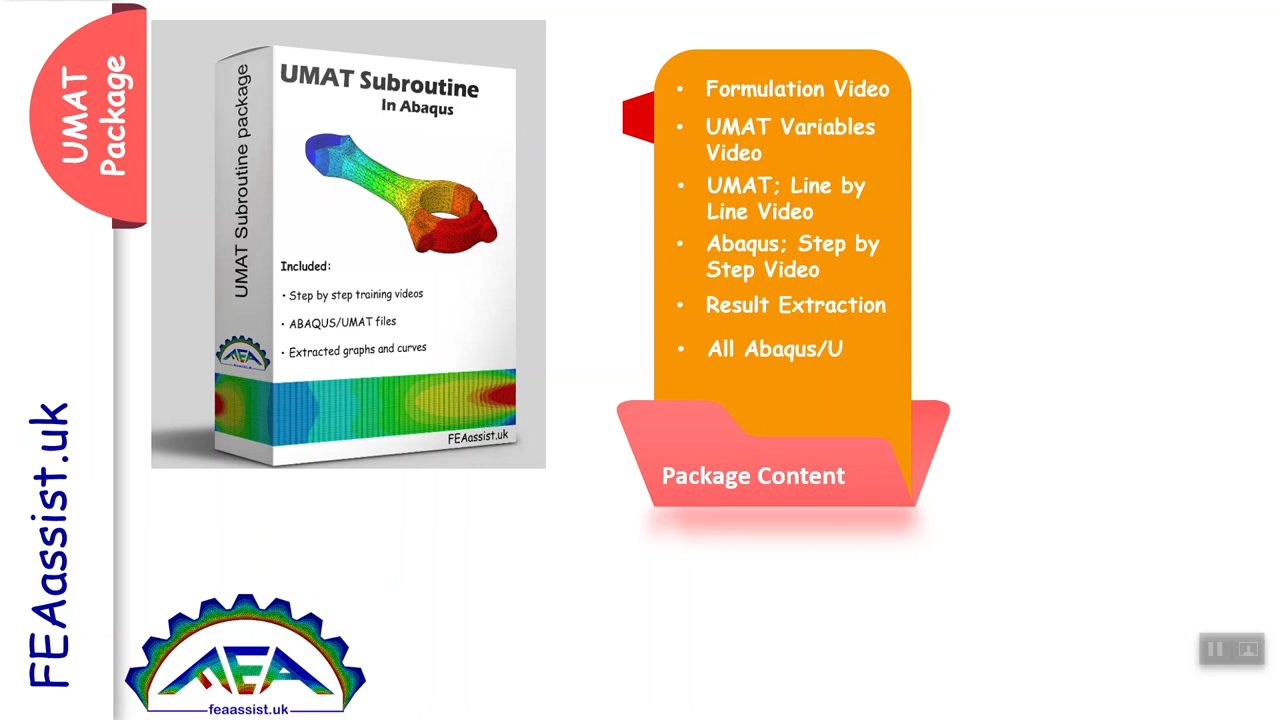 UMAT
Package
FEAassist.uk
UMAT Subroutine package
UMAT Subroutine
In Abaqus
Included:
• Step by step training videos
• ABAQUS/UMAT files
• Extracted graphs and curves
FEAassist.uk
FEA
feaassist.uk
• Formulation Video
• UMAT Variables
Video
• UMAT; Line by
Line Video
• Abaqus; Step by
Step Video
• Result Extraction
• All Abaqus/U
Package Content